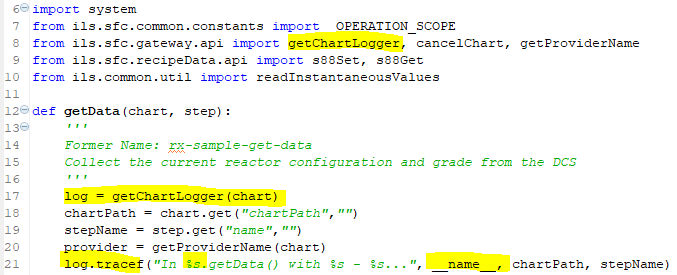 6 import system
7 from ils.sfc.common.constants import  OPERATION_SCOPE
8 from ils.sfc.gateway.api import getChartLogger, cancelChart, getProviderName
9 from ils.sfc.recipeData.api import s88Set, s88Get
10 from ils.common.util import readInstantaneousValues
11
12 def getData(chart, step):
13     '''
14     Former Name: rx-sample-get-data
15     Collect the current reactor configuration and grade from the DCS
16     '''
17     log = getChartLogger(chart)
18     chartPath = chart.get("chartPath","")
19     stepName = step.get("name","")
20     provider = getProviderName(chart)
21     log.tracef("In %s.getData() with %s - %s...", __name__, chartPath, stepName)